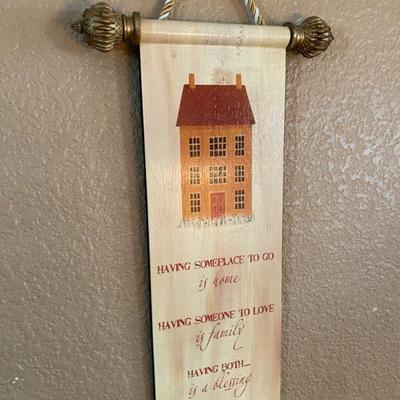 HAVING SOMEPLACE TO GO
is home
HAVING SOMEONE TO LOVE
is family
HAVING BOTH...
is a blessing